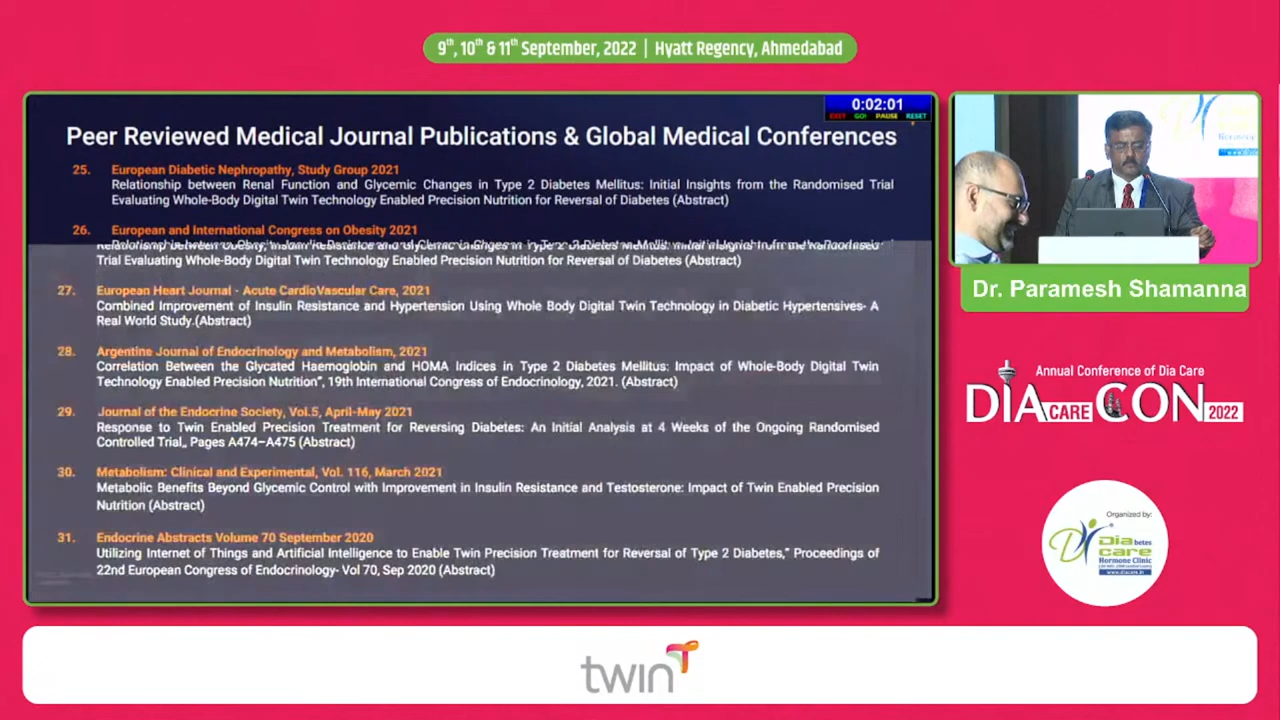 9th, 10th & 11th September, 2022 | Hyatt Regency, Ahmedabad
0:02:01
EXIT GO! PAUSE RESET
Peer Reviewed Medical Journal Publications & Global Medical Conferences
25. European Diabetic Nephropathy, Study Group 2021
Relationship between Renal Function and Glycemic Changes in Type 2 Diabetes Mellitus: Initial Insights from the Randomised Trial
Evaluating Whole-Body Digital Twin Technology Enabled Precision Nutrition for Reversal of Diabetes (Abstract)
26. European and International Congress on Obesity 2021
Trial Evaluating Whole-Body Digital Twin Technology Enabled Precision Nutrition for Reversal of Diabetes (Abstract)
27. European Heart Journal - Acute CardioVascular Care, 2021
Combined Improvement of Insulin Resistance and Hypertension Using Whole Body Digital Twin Technology in Diabetic Hypertensives- A
Real World Study.(Abstract)
28. Argentine Journal of Endocrinology and Metabolism, 2021
Correlation Between the Glycated Haemoglobin and HOMA Indices in Type 2 Diabetes Mellitus: Impact of Whole-Body Digital Twin
Technology Enabled Precision Nutrition”, 19th International Congress of Endocrinology, 2021. (Abstract)
29. Journal of the Endocrine Society, Vol.5, April-May 2021
Response to Twin Enabled Precision Treatment for Reversing Diabetes: An Initial Analysis at 4 Weeks of the Ongoing Randomised
Controlled Trial,, Pages A474–A475 (Abstract)
30. Metabolism: Clinical and Experimental, Vol. 116, March 2021
Metabolic Benefits Beyond Glycemic Control with Improvement in Insulin Resistance and Testosterone: Impact of Twin Enabled Precision
Nutrition (Abstract)
31. Endocrine Abstracts Volume 70 September 2020
Utilizing Internet of Things and Artificial Intelligence to Enable Twin Precision Treatment for Reversal of Type 2 Diabetes,” Proceedings of
22nd European Congress of Endocrinology- Vol 70, Sep 2020 (Abstract)
Dr. Paramesh Shamanna
Annual Conference of Dia Care
DIA CARE CON 2022
Organized by:
Diabetes
care
Hormone Clinic
www.diacare.in
twin